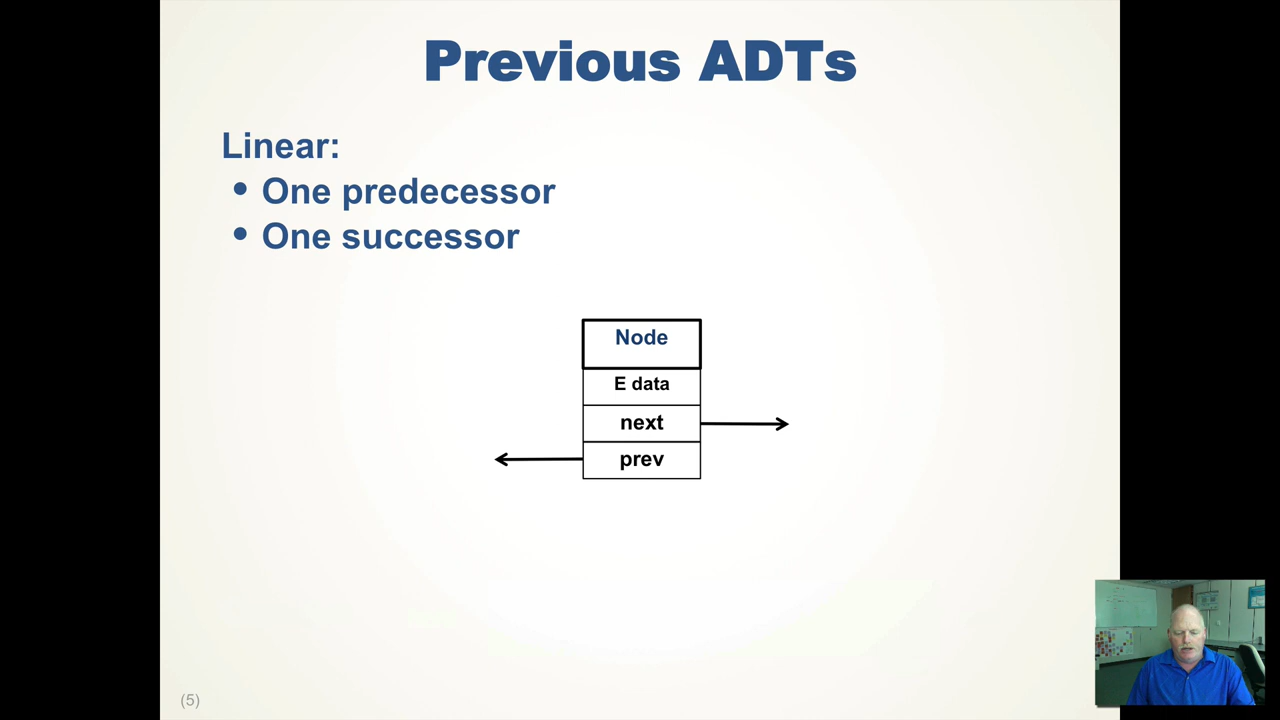 Previous ADTs
Linear:
• One predecessor
• One successor
Node
E data
next
prev
(5)